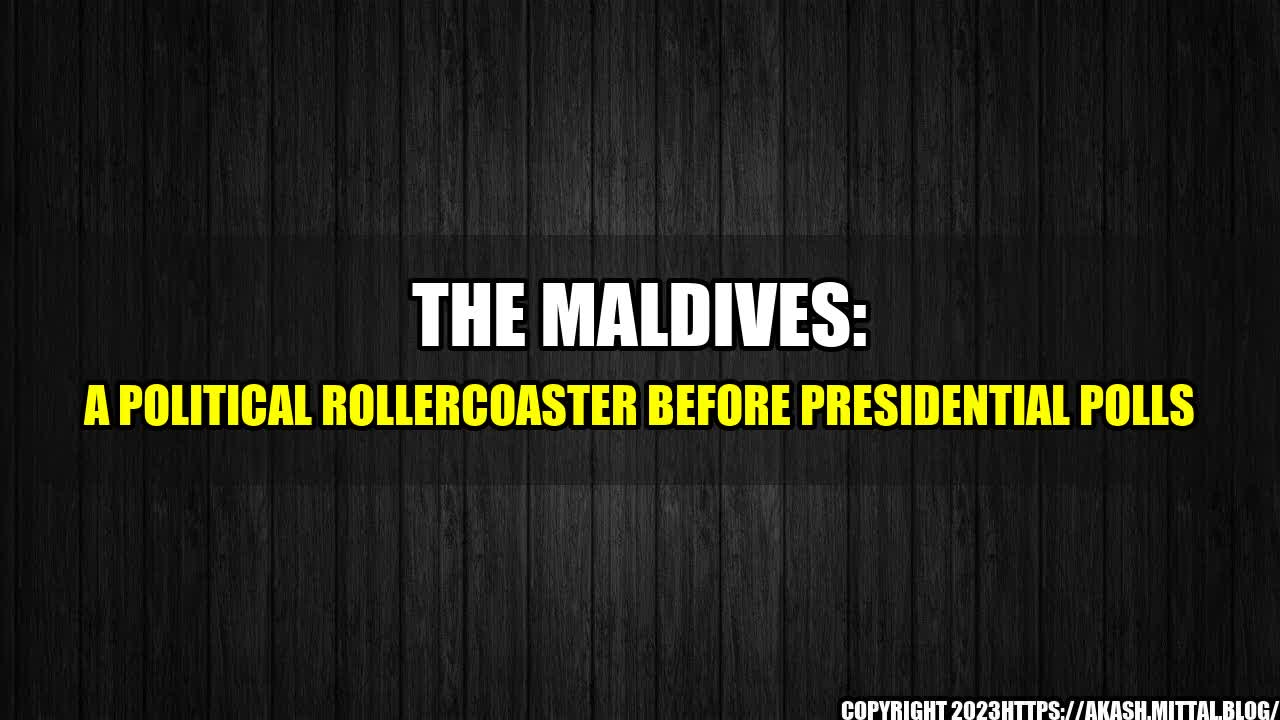 THE MALDIVES:
A POLITICAL ROLLERCOASTER BEFORE PRESIDENTIAL POLLS
COPYRIGHT 2023HTTPS://AKASH.MITTAL.BLOG/